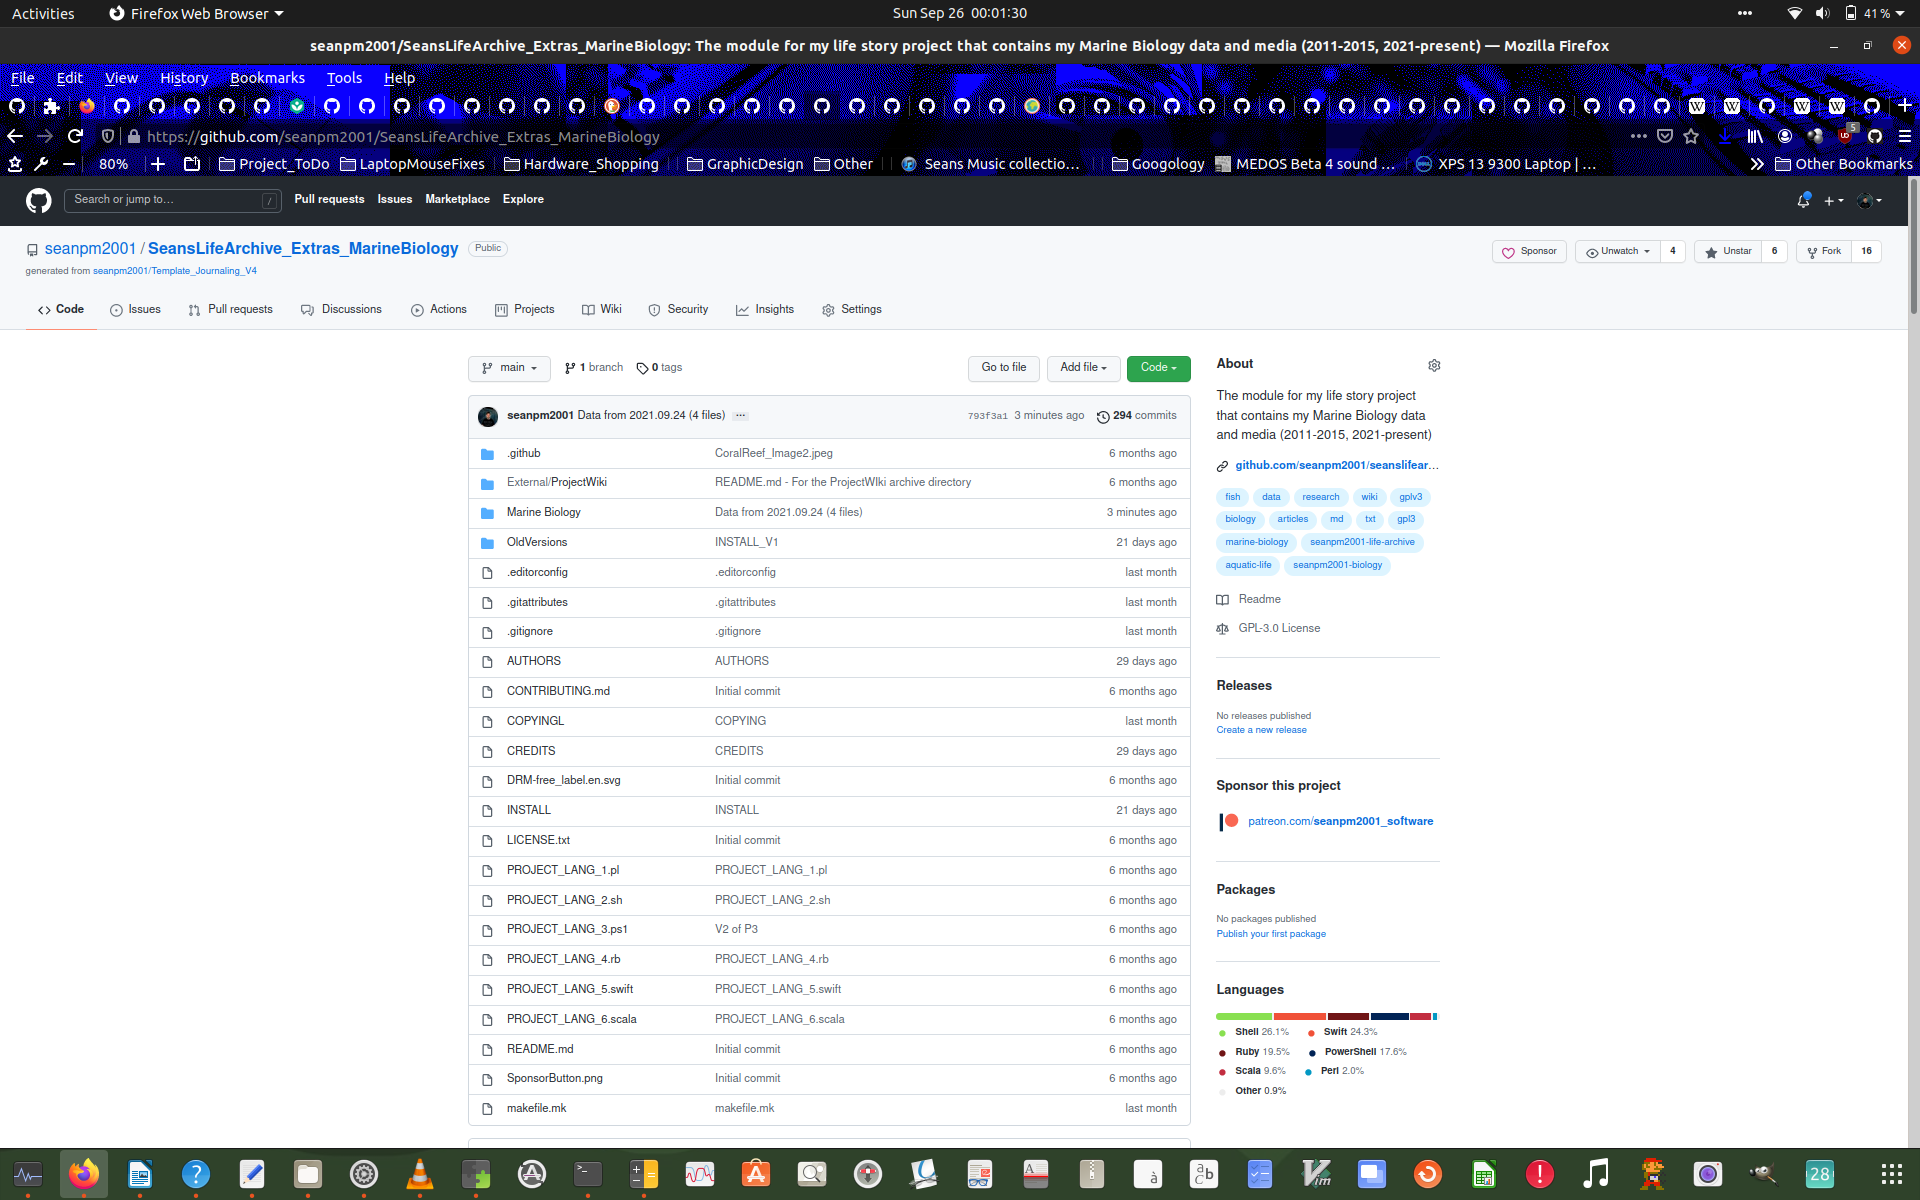 Activities Firefox Web Browser Sun Sep 26 00:01:30 41%
seanpm2001/SeansLifeArchive_Extras_MarineBiology: The module for my life story project that contains my Marine Biology data and media (2011-2015, 2021-present) — Mozilla Firefox
File Edit View History Bookmarks Tools Help
https://github.com/seanpm2001/SeansLifeArchive_Extras_MarineBiology 5
80% Project_ToDo LaptopMouseFixes Hardware_Shopping GraphicDesign Other Seans Music collectio… Googology MEDOS Beta 4 sound … XPS 13 9300 Laptop | … Other Bookmarks
Search or jump to… / Pull requests Issues Marketplace Explore
seanpm2001 / SeansLifeArchive_Extras_MarineBiology Public Sponsor Unwatch 4 Unstar 6 Fork 16
generated from seanpm2001/Template_Journaling_V4
Code Issues Pull requests Discussions Actions Projects Wiki Security Insights Settings
main 1 branch 0 tags Go to file Add file Code
seanpm2001 Data from 2021.09.24 (4 files) ··· 793f3a1 3 minutes ago 294 commits
.github CoralReef_Image2.jpeg 6 months ago
External/ProjectWiki README.md - For the ProjectWIki archive directory 6 months ago
Marine Biology Data from 2021.09.24 (4 files) 3 minutes ago
OldVersions INSTALL_V1 21 days ago
.editorconfig .editorconfig last month
.gitattributes .gitattributes last month
.gitignore .gitignore last month
AUTHORS AUTHORS 29 days ago
CONTRIBUTING.md Initial commit 6 months ago
COPYINGL COPYING last month
CREDITS CREDITS 29 days ago
DRM-free_label.en.svg Initial commit 6 months ago
INSTALL INSTALL 21 days ago
LICENSE.txt Initial commit 6 months ago
PROJECT_LANG_1.pl PROJECT_LANG_1.pl 6 months ago
PROJECT_LANG_2.sh PROJECT_LANG_2.sh 6 months ago
PROJECT_LANG_3.ps1 V2 of P3 6 months ago
PROJECT_LANG_4.rb PROJECT_LANG_4.rb 6 months ago
PROJECT_LANG_5.swift PROJECT_LANG_5.swift 6 months ago
PROJECT_LANG_6.scala PROJECT_LANG_6.scala 6 months ago
README.md Initial commit 6 months ago
SponsorButton.png Initial commit 6 months ago
makefile.mk makefile.mk last month
About
The module for my life story project
that contains my Marine Biology data
and media (2011-2015, 2021-present)
github.com/seanpm2001/seanslifear…
fish data research wiki gplv3
biology articles md txt gpl3
marine-biology seanpm2001-life-archive
aquatic-life seanpm2001-biology
Readme
GPL-3.0 License
Releases
No releases published
Create a new release
Sponsor this project
patreon.com/seanpm2001_software
Packages
No packages published
Publish your first package
Languages
Shell 26.1% Swift 24.3%
Ruby 19.5% PowerShell 17.6%
Scala 9.6% Perl 2.0%
Other 0.9%
28